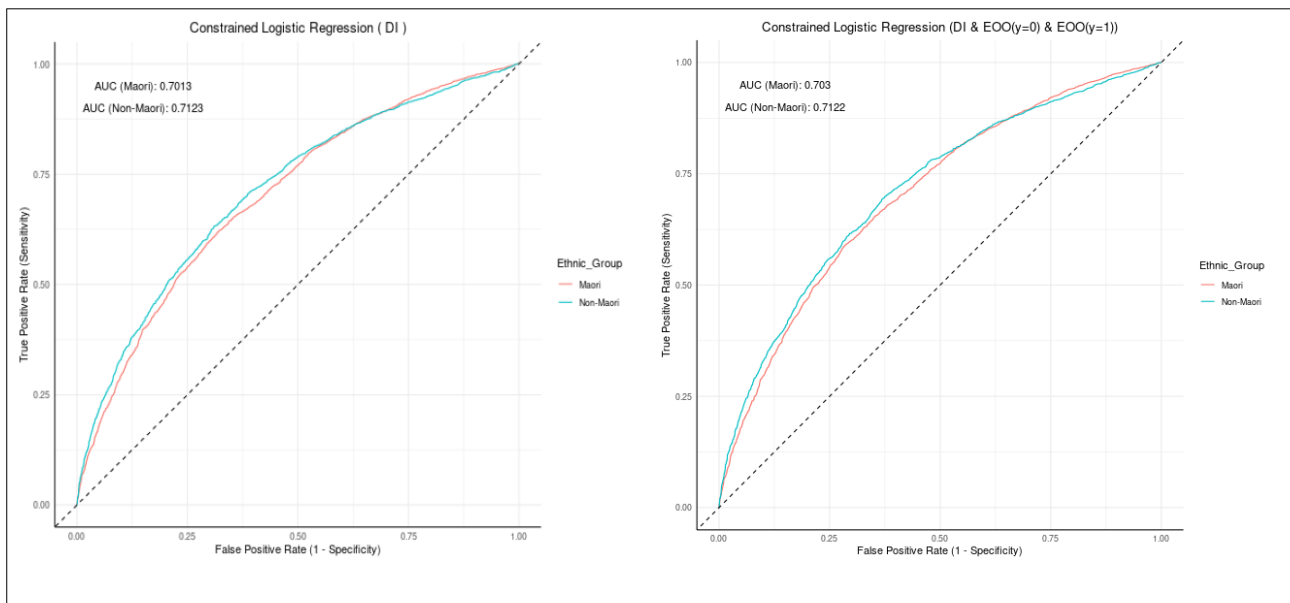 Constrained Logistic Regression ( DI )
AUC (Maori): 0.7013
AUC (Non-Maori): 0.7123
1.00
0.75
0.50
0.25
0.00
True Positive Rate (Sensitivity)
0.00 0.25 0.50 0.75 1.00
False Positive Rate (1 - Specificity)
Ethnic_Group
Maori
Non-Maori
Constrained Logistic Regression (DI & EOO(y=0) & EOO(y=1))
AUC (Maori): 0.703
AUC (Non-Maori): 0.7122
1.00
0.75
0.50
0.25
0.00
True Positive Rate (Sensitivity)
0.00 0.25 0.50 0.75 1.00
False Positive Rate (1 - Specificity)
Ethnic_Group
Maori
Non-Maori